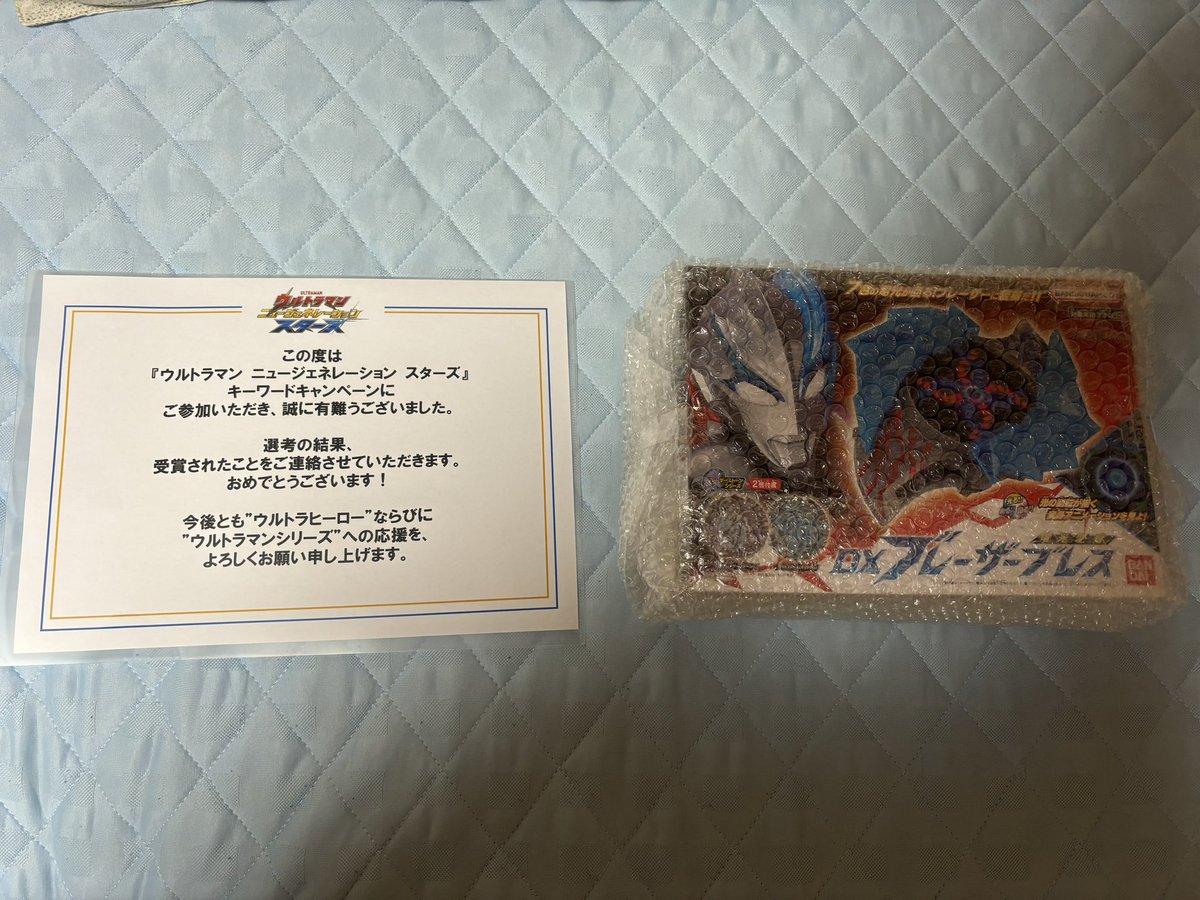 ULTRAMAN
ウルトラマン
ニュージェネレーション
スターズ
この度は
『ウルトラマン ニュージェネレーション スターズ』
キーワードキャンペーンに
ご参加いただき、誠に有難うございました。
選考の結果、
受賞されたことをご連絡させていただきます。
おめでとうございます！
今後とも”ウルトラヒーロー”ならびに
”ウルトラマンシリーズ”への応援を、
よろしくお願い申し上げます。
2個付属
DXブレーザーブレス
BAN
DAI